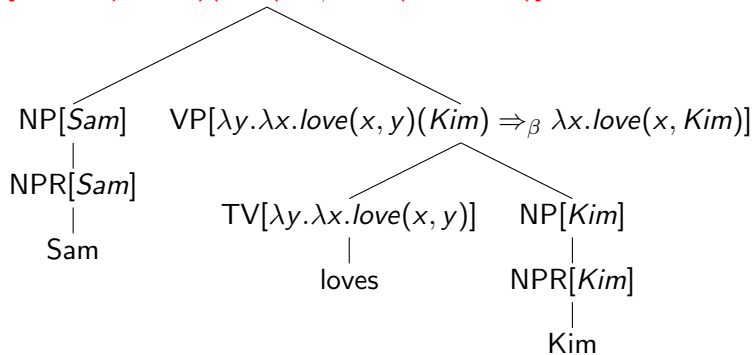 NP[Sam] VP[λy.λx.love(x, y)(Kim) ⇒β λx.love(x, Kim)]
NPR[Sam]
TV[λy.λx.love(x, y)] NP[Kim]
Sam
loves NPR[Kim]
Kim